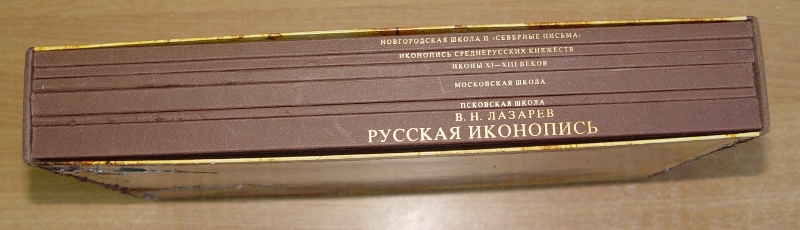 НОВГОРОДСКАЯ ШКОЛА И «СЕВЕРНЫЕ ПИСЬМА»
ИКОНОПИСЬ СРЕДНЕРУССКИХ КНЯЖЕСТВ
ИКОНЫ XI—XIII ВЕКОВ
МОСКОВСКАЯ ШКОЛА
ПСКОВСКАЯ ШКОЛА
В. Н. ЛАЗАРЕВ
РУССКАЯ ИКОНОПИСЬ